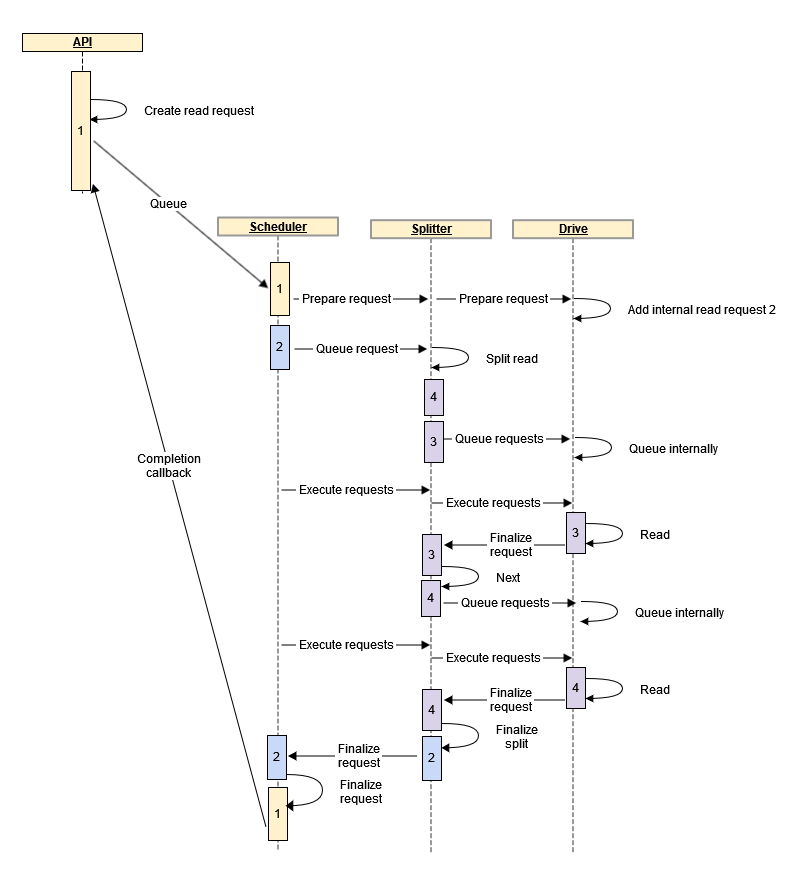 API
Create read request
1
Queue
Scheduler
Splitter
Drive
1
Prepare request
Prepare request
Add internal read request 2
2
Queue request
Split read
4
3
Queue requests
Queue internally
Completion
callback
Execute requests
Execute requests
3
Read
Finalize
request
3
Next
4
Queue requests
Queue internally
Execute requests
Execute requests
4
Read
Finalize
request
4
Finalize
split
2
Finalize
request
2
Finalize
request
1